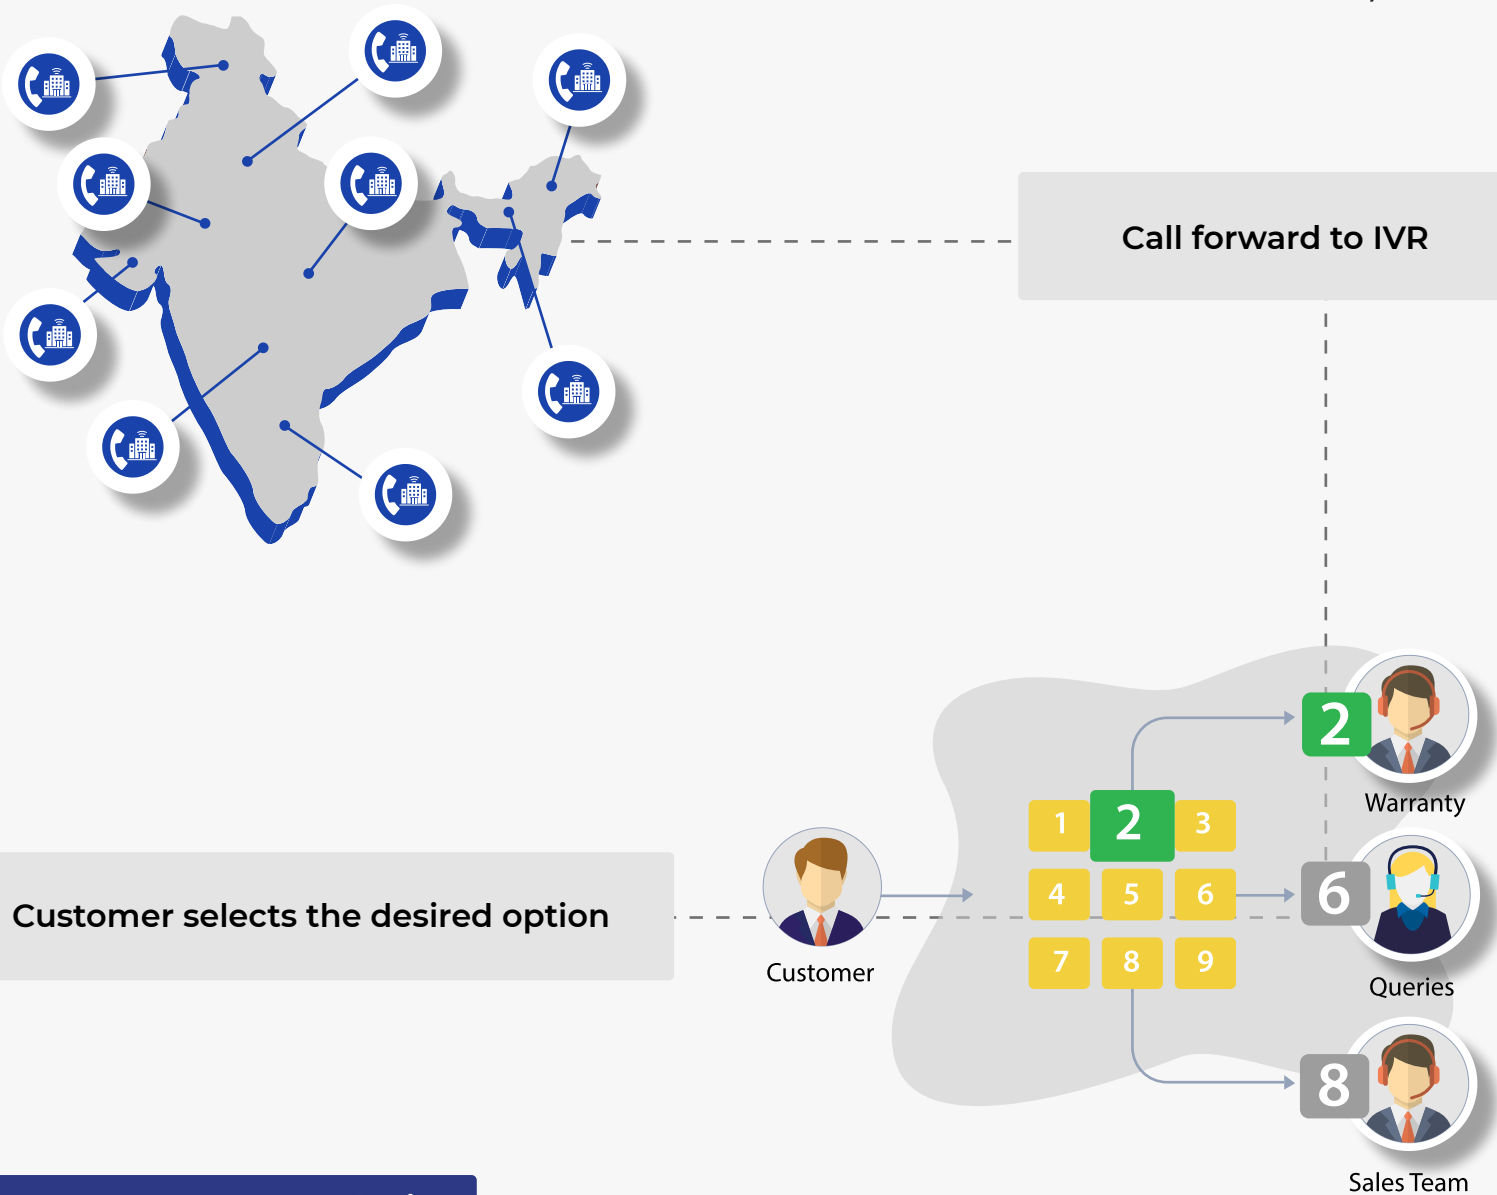 Call forward to IVR
2
Warranty
1 2 3
4 5 6
7 8 9
6
Customer selects the desired option
Customer
Queries
8
Sales Team